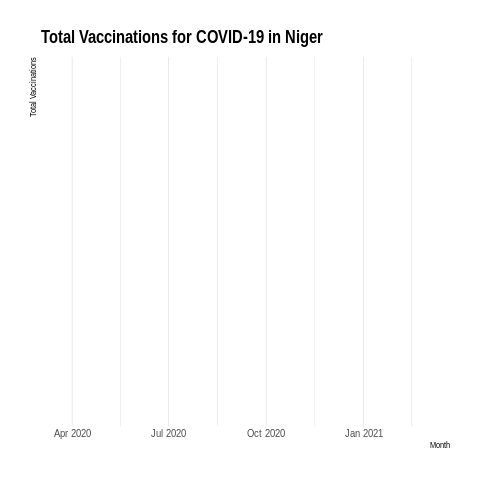 Total Vaccinations for COVID-19 in Niger
Total Vaccinations
Apr 2020
Jul 2020
Oct 2020
Jan 2021
Month